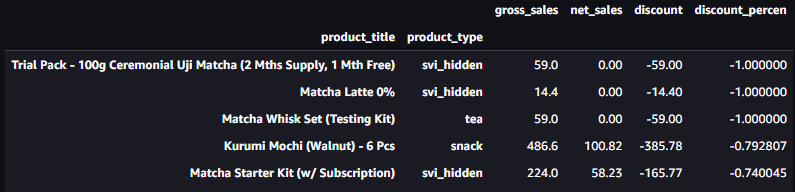 gross_sales net_sales discount discount_percen
product_title product_type
Trial Pack - 100g Ceremonial Uji Matcha (2 Mths Supply, 1 Mth Free) svi_hidden 59.0 0.00 -59.00 -1.000000
Matcha Latte 0% svi_hidden 14.4 0.00 -14.40 -1.000000
Matcha Whisk Set (Testing Kit) tea 59.0 0.00 -59.00 -1.000000
Kurumi Mochi (Walnut) - 6 Pcs snack 486.6 100.82 -385.78 -0.792807
Matcha Starter Kit (w/ Subscription) svi_hidden 224.0 58.23 -165.77 -0.740045